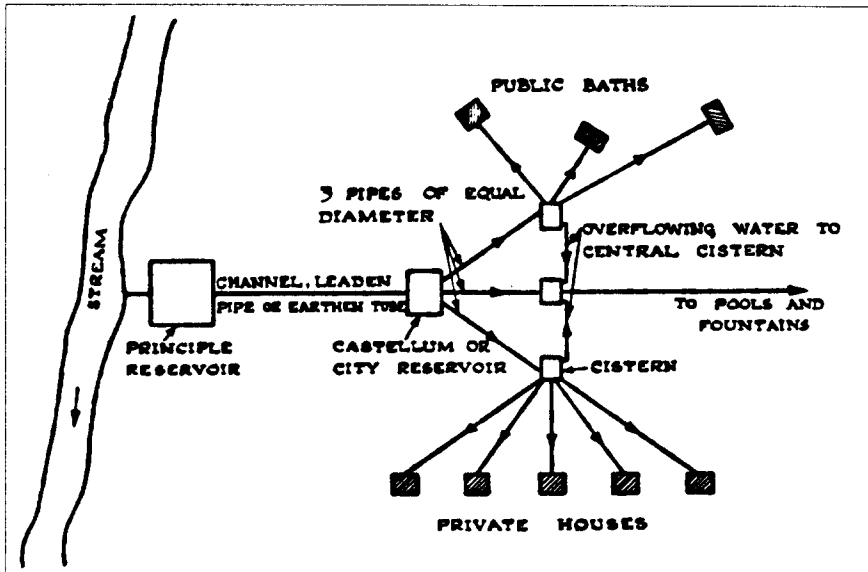 PUBLIC BATHS
3 PIPES OF EQUAL
DIAMETER
OVERFLOWING WATER TO
CENTRAL CISTERN
STREAM
CHANNEL, LEADEN
PIPE OR EARTHEN TUBE
TO POOLS AND
FOUNTAINS
PRINCIPLE
RESERVOIR
CASTELLUM OR
CITY RESERVOIR
CISTERN
PRIVATE HOUSES